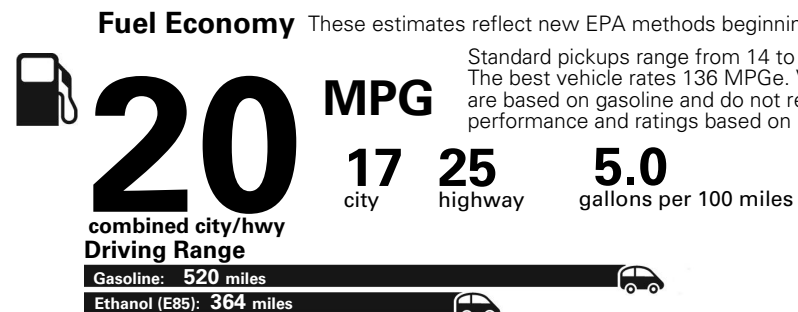 Fuel Economy These estimates reflect new EPA methods beginnin
Standard pickups range from 14 to
The best vehicle rates 136 MPGe. V
are based on gasoline and do not re
performance and ratings based on
20 MPG
combined city/hwy
17 city
25 highway
5.0 gallons per 100 miles
Driving Range
Gasoline: 520 miles
Ethanol (E85): 364 miles